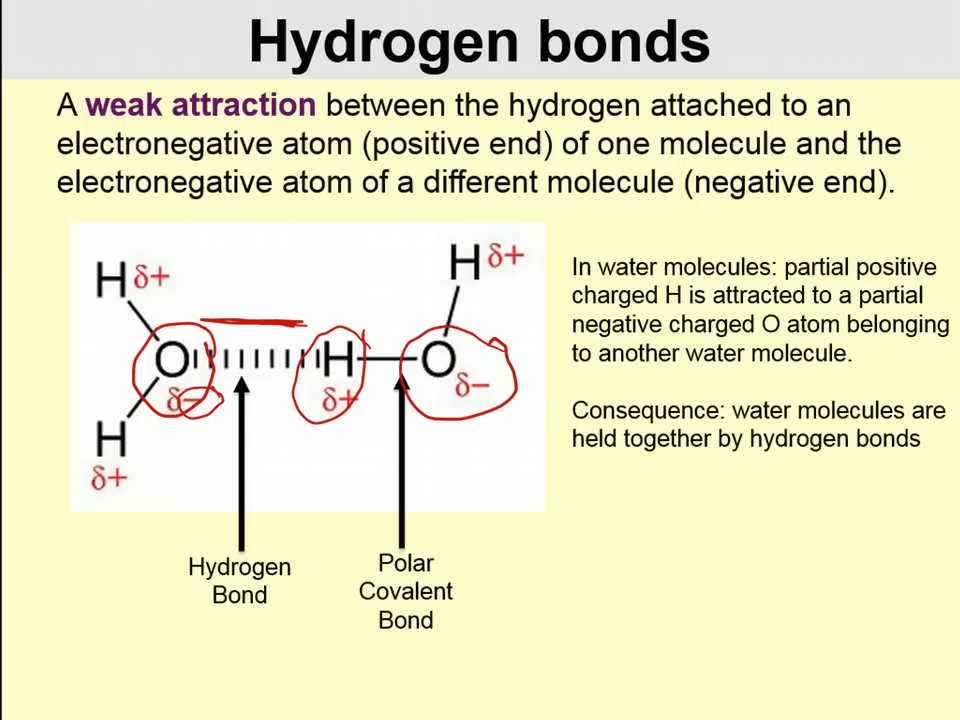 Hydrogen bonds
A weak attraction between the hydrogen attached to an
electronegative atom (positive end) of one molecule and the
electronegative atom of a different molecule (negative end).
H δ+
H δ+
O H O
δ− δ+ δ−
H
δ+
In water molecules: partial positive
charged H is attracted to a partial
negative charged O atom belonging
to another water molecule.
Consequence: water molecules are
held together by hydrogen bonds
Hydrogen
Bond
Polar
Covalent
Bond